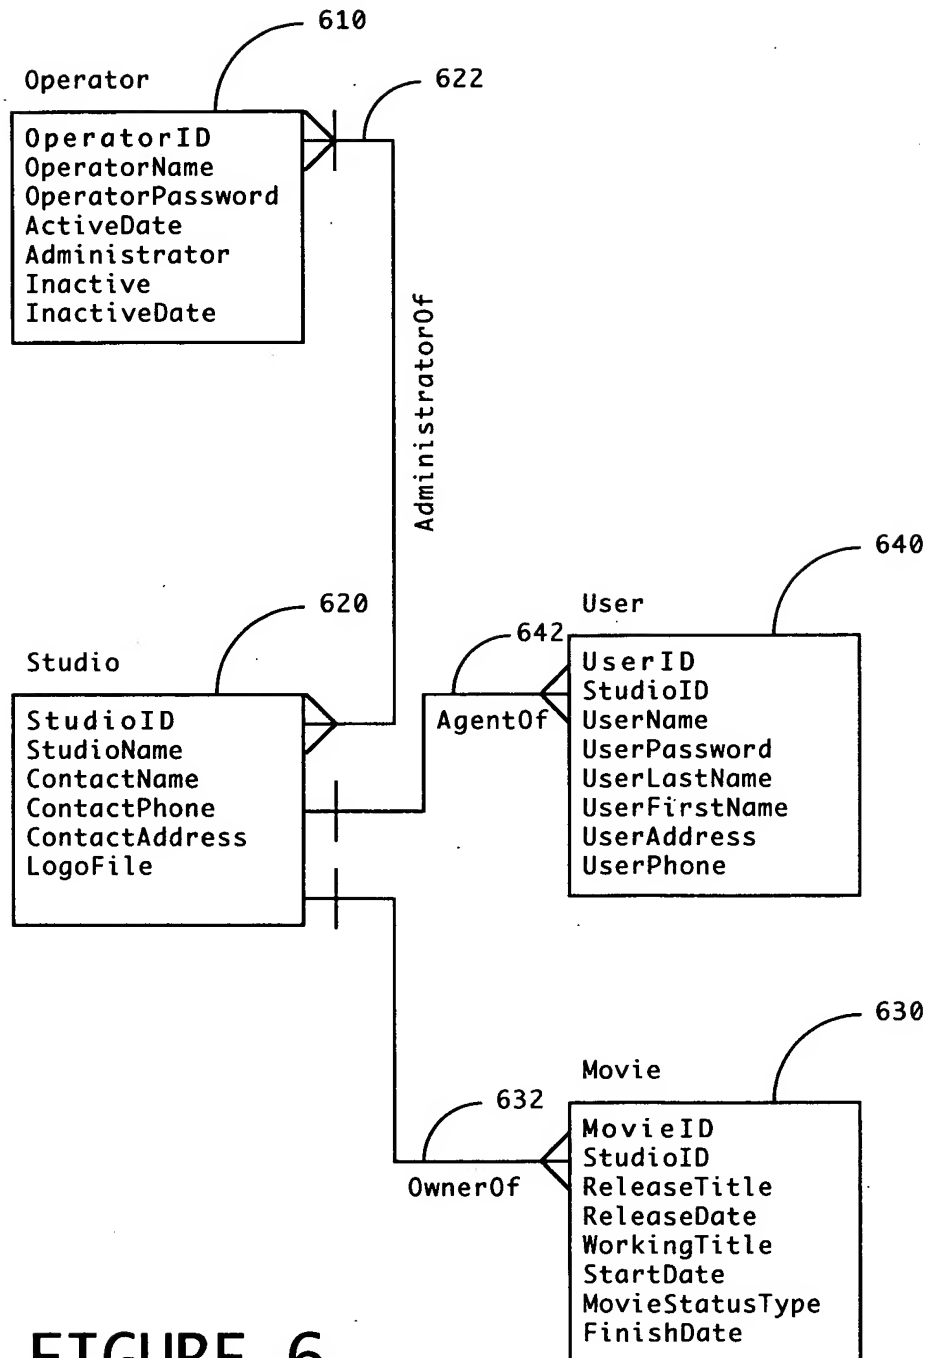 610
Operator
622
OperatorID
OperatorName
OperatorPassword
ActiveDate
Administrator
Inactive
InactiveDate
AdministratorOf
640
620
User
642
Studio
UserID
StudioID
UserName
UserPassword
UserLastName
UserFirstName
UserAddress
UserPhone
AgentOf
StudioID
StudioName
ContactName
ContactPhone
ContactAddress
LogoFile
630
Movie
632
MovieID
StudioID
ReleaseTitle
ReleaseDate
WorkingTitle
StartDate
MovieStatusType
FinishDate
OwnerOf
FIGURE 6